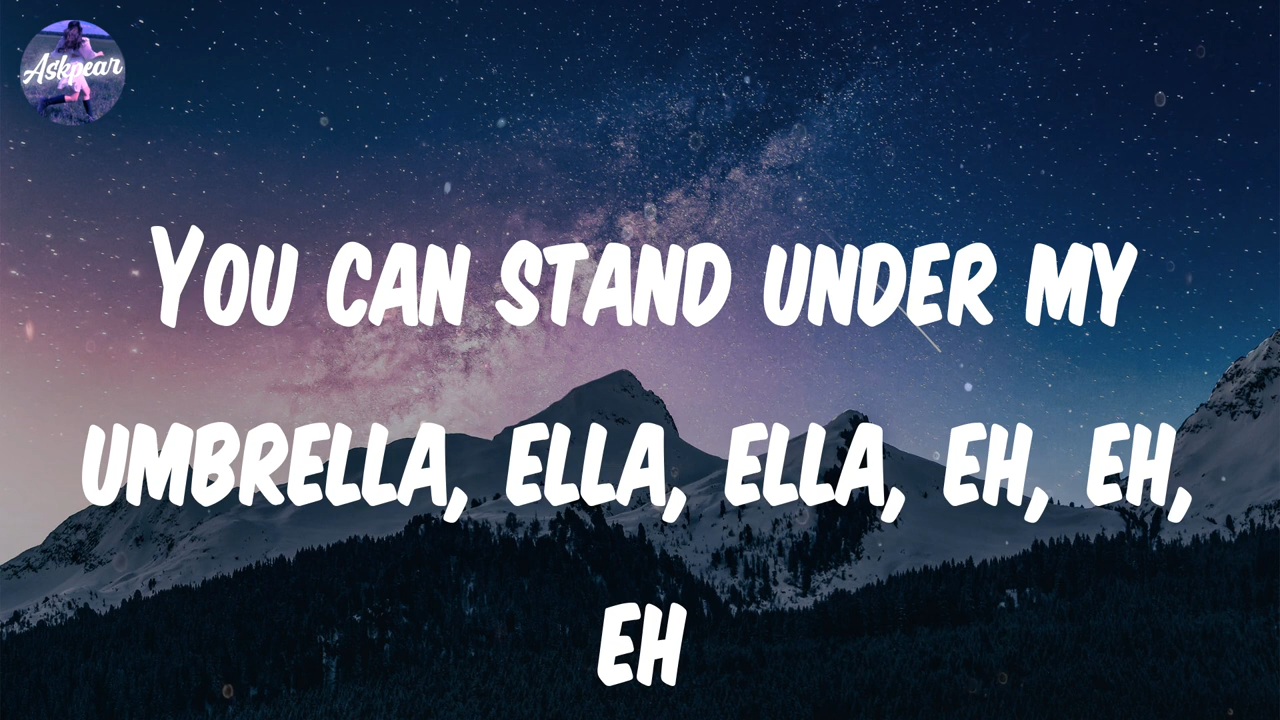 Askpear
You can stand under my
umbrella, ella, ella, eh, eh,
eh